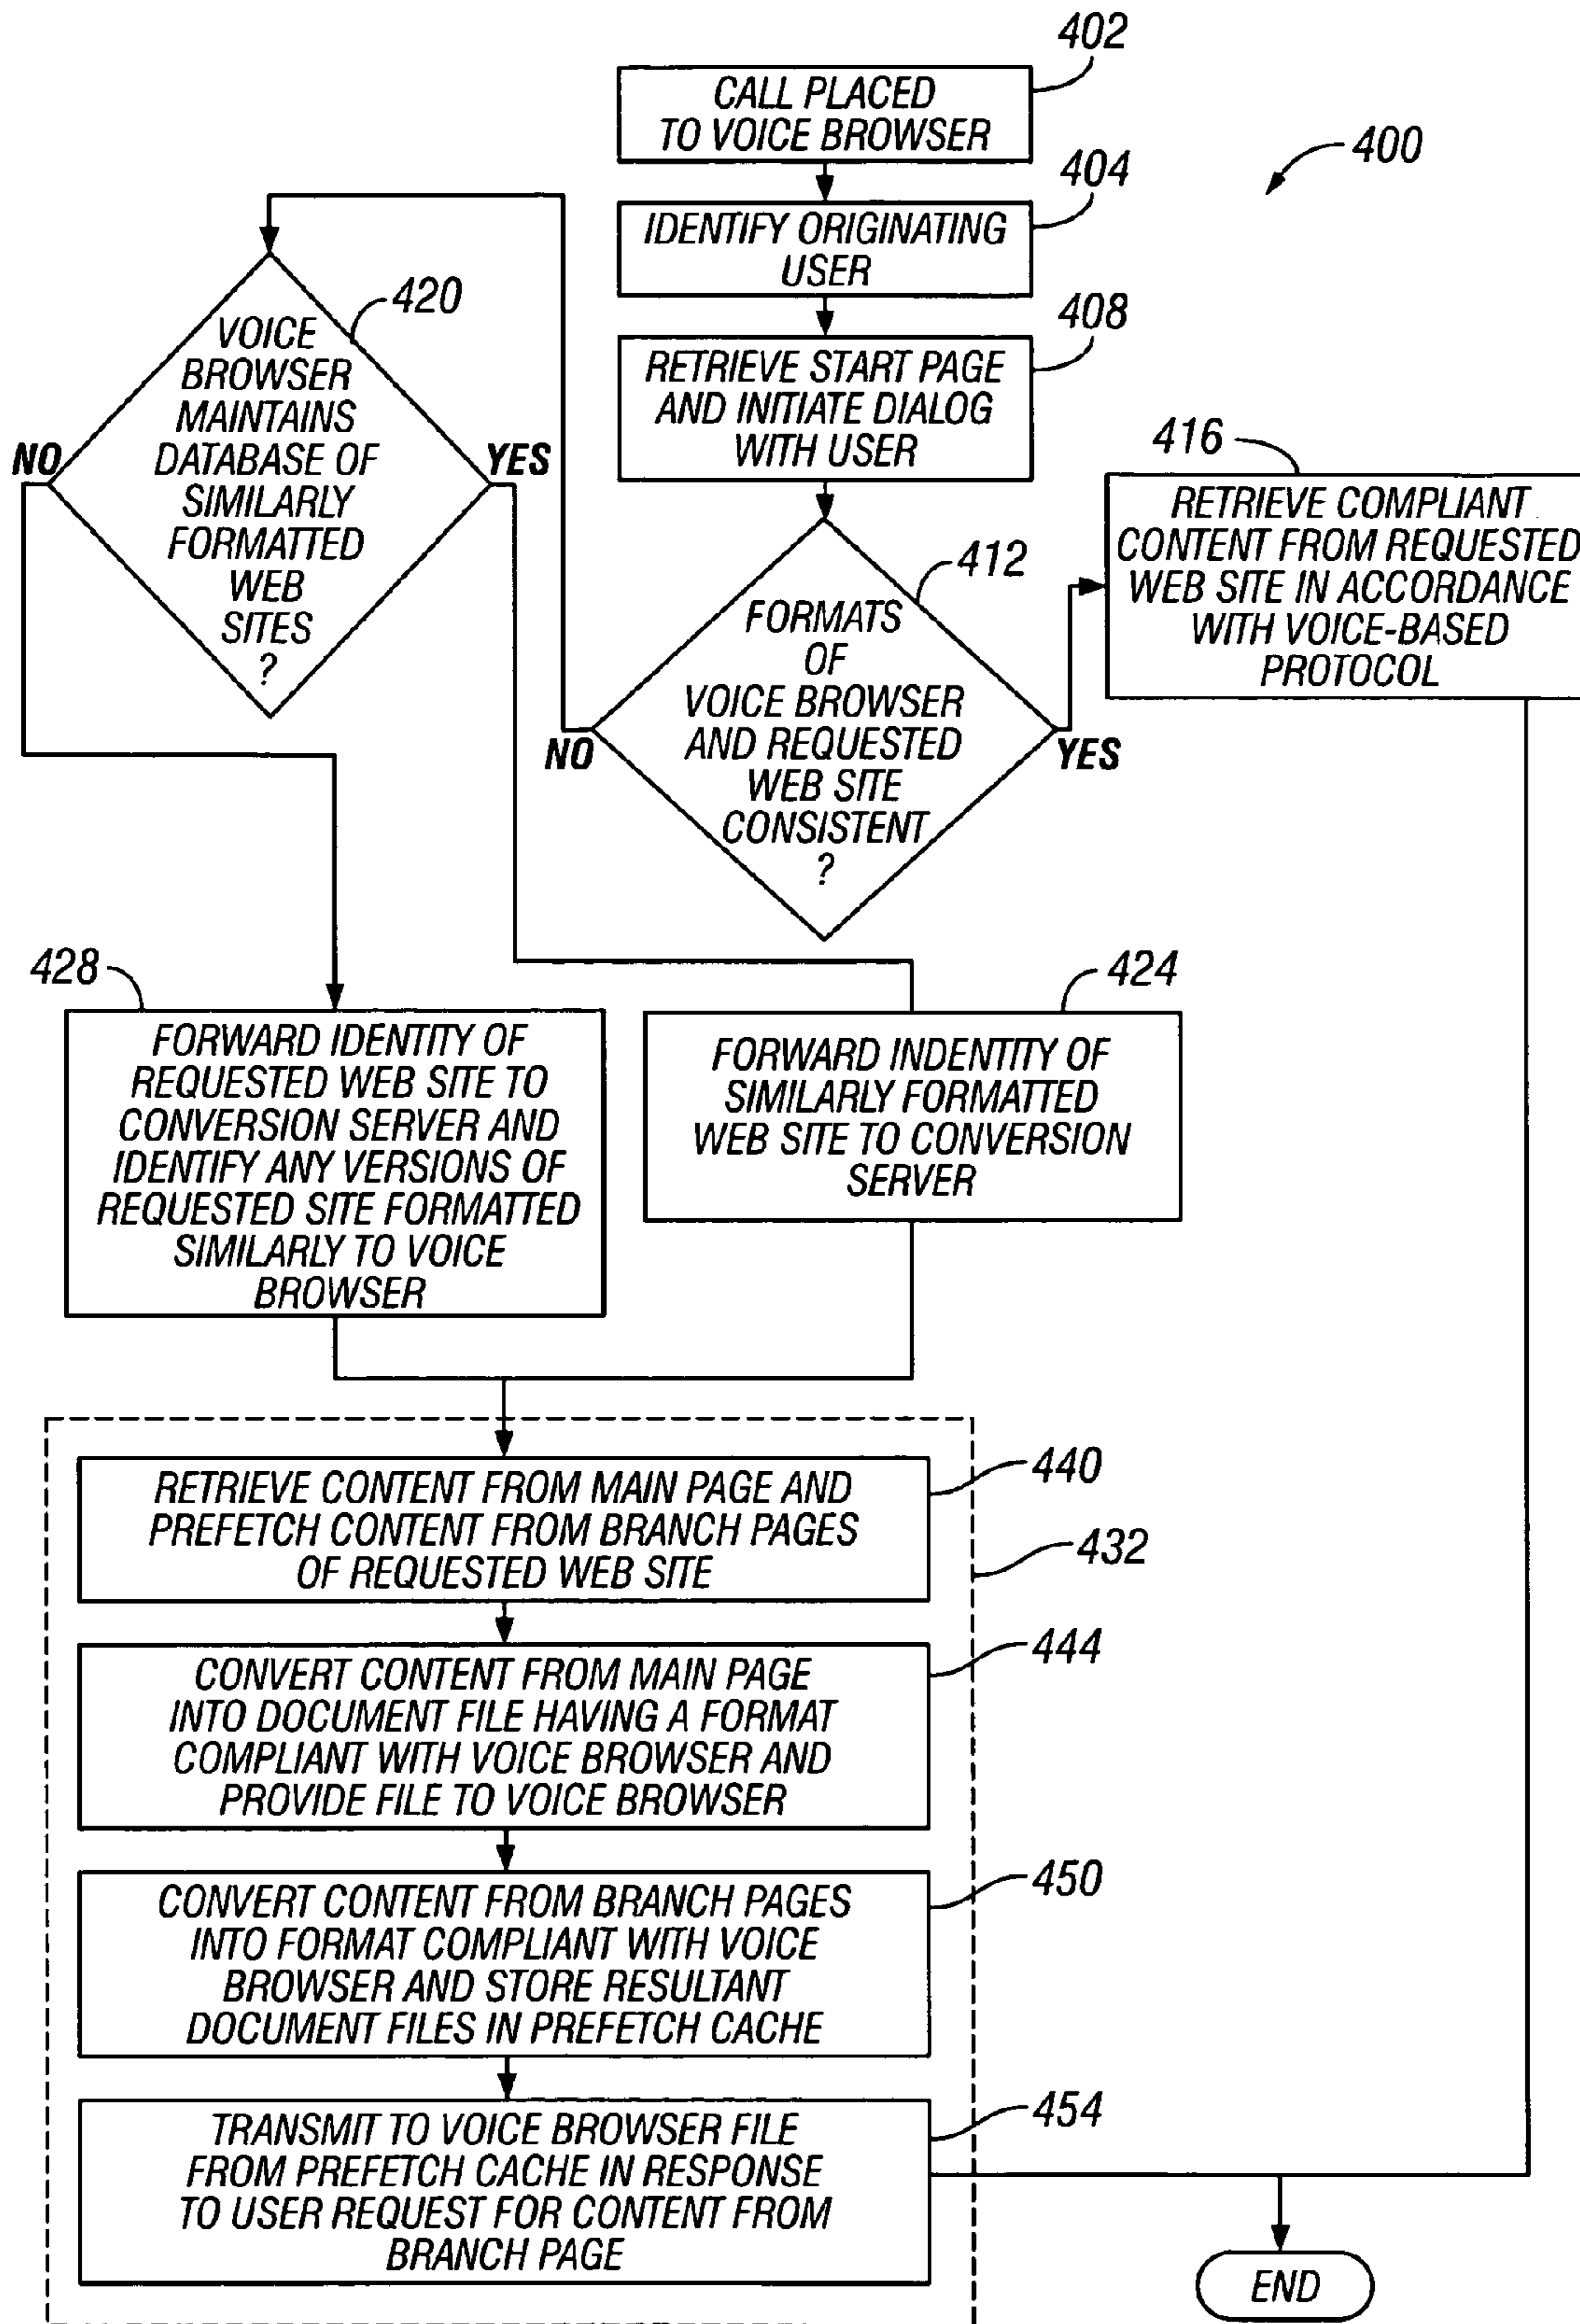 402
CALL PLACED
TO VOICE BROWSER
400
404
IDENTIFY ORIGINATING
USER
408
RETRIEVE START PAGE
AND INITIATE DIALOG
WITH USER
420
VOICE
BROWSER
MAINTAINS
DATABASE OF
SIMILARLY
FORMATTED
WEB
SITES
?
NO
YES
412
FORMATS
OF
VOICE BROWSER
AND REQUESTED
WEB SITE
CONSISTENT
?
NO
YES
416
RETRIEVE COMPLIANT
CONTENT FROM REQUESTED
WEB SITE IN ACCORDANCE
WITH VOICE-BASED
PROTOCOL
428
FORWARD IDENTITY OF
REQUESTED WEB SITE TO
CONVERSION SERVER AND
IDENTIFY ANY VERSIONS OF
REQUESTED SITE FORMATTED
SIMILARLY TO VOICE
BROWSER
424
FORWARD INDENTITY OF
SIMILARLY FORMATTED
WEB SITE TO CONVERSION
SERVER
440
RETRIEVE CONTENT FROM MAIN PAGE AND
PREFETCH CONTENT FROM BRANCH PAGES
OF REQUESTED WEB SITE
432
444
CONVERT CONTENT FROM MAIN PAGE
INTO DOCUMENT FILE HAVING A FORMAT
COMPLIANT WITH VOICE BROWSER AND
PROVIDE FILE TO VOICE BROWSER
450
CONVERT CONTENT FROM BRANCH PAGES
INTO FORMAT COMPLIANT WITH VOICE
BROWSER AND STORE RESULTANT
DOCUMENT FILES IN PREFETCH CACHE
454
TRANSMIT TO VOICE BROWSER FILE
FROM PREFETCH CACHE IN RESPONSE
TO USER REQUEST FOR CONTENT FROM
BRANCH PAGE
END